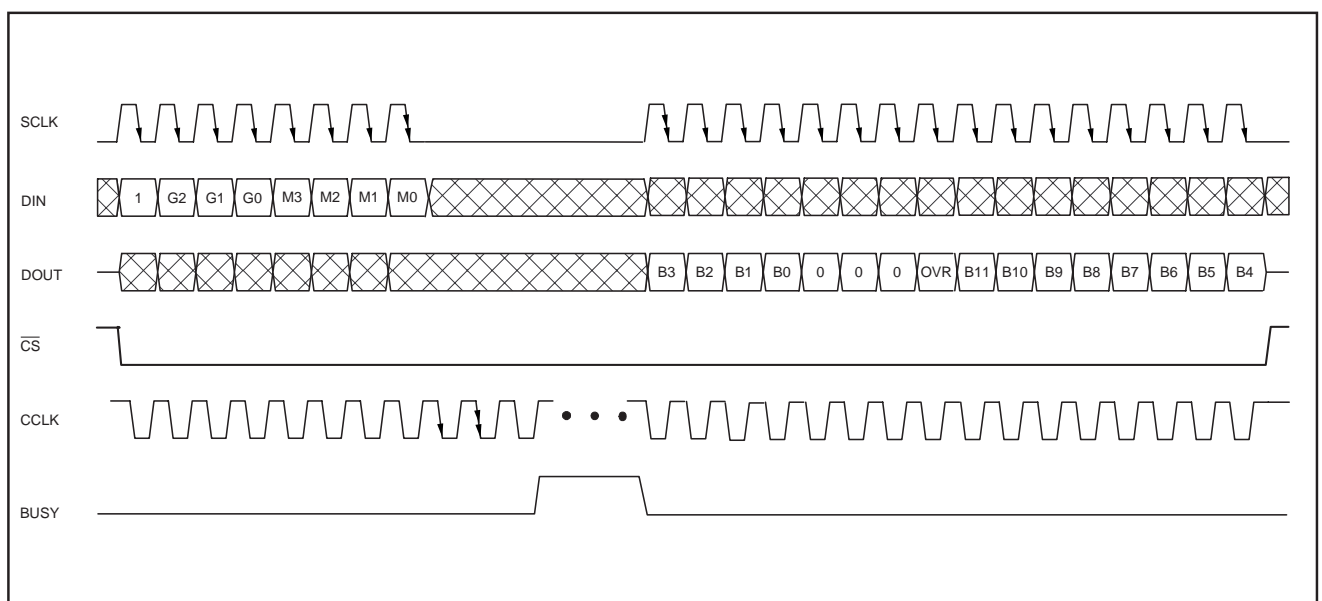 SCLK
DIN 1 G2 G1 G0 M3 M2 M1 M0
DOUT B3 B2 B1 B0 0 0 0 OVR B11 B10 B9 B8 B7 B6 B5 B4
C̅S̅
CCLK
BUSY